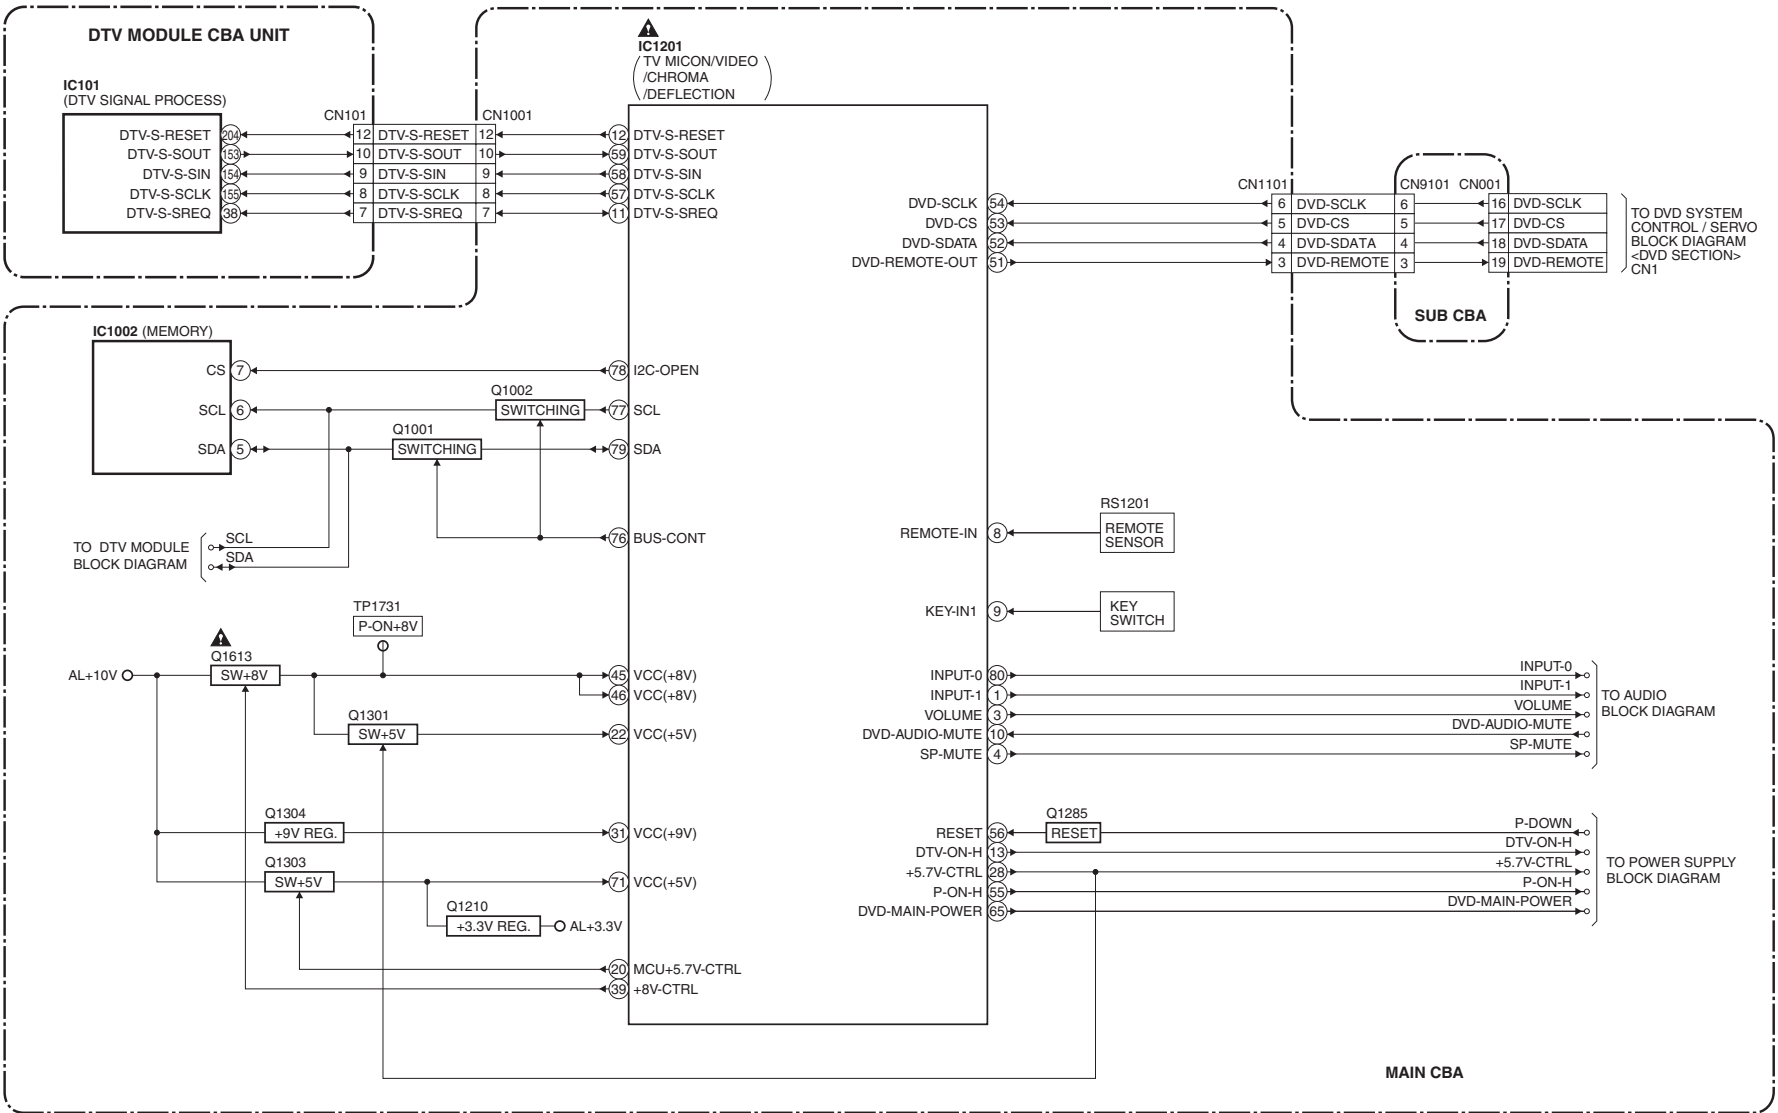 DTV MODULE CBA UNIT
IC101
(DTV SIGNAL PROCESS)
DTV-S-RESET 204
DTV-S-SOUT 153
DTV-S-SIN 154
DTV-S-SCLK 155
DTV-S-SREQ 38
CN101 CN1001
12 DTV-S-RESET 12
10 DTV-S-SOUT 10
9 DTV-S-SIN 9
8 DTV-S-SCLK 8
7 DTV-S-SREQ 7
IC1201
TV MICON/VIDEO
/CHROMA
/DEFLECTION
12 DTV-S-RESET
59 DTV-S-SOUT
58 DTV-S-SIN
57 DTV-S-SCLK
11 DTV-S-SREQ
DVD-SCLK 54
DVD-CS 53
DVD-SDATA 52
DVD-REMOTE-OUT 51
CN1101 CN9101 CN001
6 DVD-SCLK 6 16 DVD-SCLK
5 DVD-CS 5 17 DVD-CS
4 DVD-SDATA 4 18 DVD-SDATA
3 DVD-REMOTE 3 19 DVD-REMOTE
TO DVD SYSTEM
CONTROL / SERVO
BLOCK DIAGRAM
<DVD SECTION>
CN1
SUB CBA
IC1002 (MEMORY)
CS 7
SCL 6
SDA 5
Q1002
SWITCHING
Q1001
SWITCHING
78 I2C-OPEN
77 SCL
79 SDA
76 BUS-CONT
TO DTV MODULE
BLOCK DIAGRAM
SCL
SDA
REMOTE-IN 8
RS1201
REMOTE
SENSOR
KEY-IN1 9
KEY
SWITCH
TP1731
P-ON+8V
AL+10V
Q1613
SW+8V
45 VCC(+8V)
46 VCC(+8V)
Q1301
SW+5V
22 VCC(+5V)
Q1304
+9V REG.
31 VCC(+9V)
Q1303
SW+5V
71 VCC(+5V)
Q1210
+3.3V REG.
AL+3.3V
20 MCU+5.7V-CTRL
39 +8V-CTRL
INPUT-0 80 INPUT-0
INPUT-1 1 INPUT-1
VOLUME 3 VOLUME
DVD-AUDIO-MUTE 10 DVD-AUDIO-MUTE
SP-MUTE 4 SP-MUTE
TO AUDIO
BLOCK DIAGRAM
Q1285
RESET 56 RESET P-DOWN
DTV-ON-H 13 DTV-ON-H
+5.7V-CTRL 28 +5.7V-CTRL
P-ON-H 55 P-ON-H
DVD-MAIN-POWER 65 DVD-MAIN-POWER
TO POWER SUPPLY
BLOCK DIAGRAM
MAIN CBA